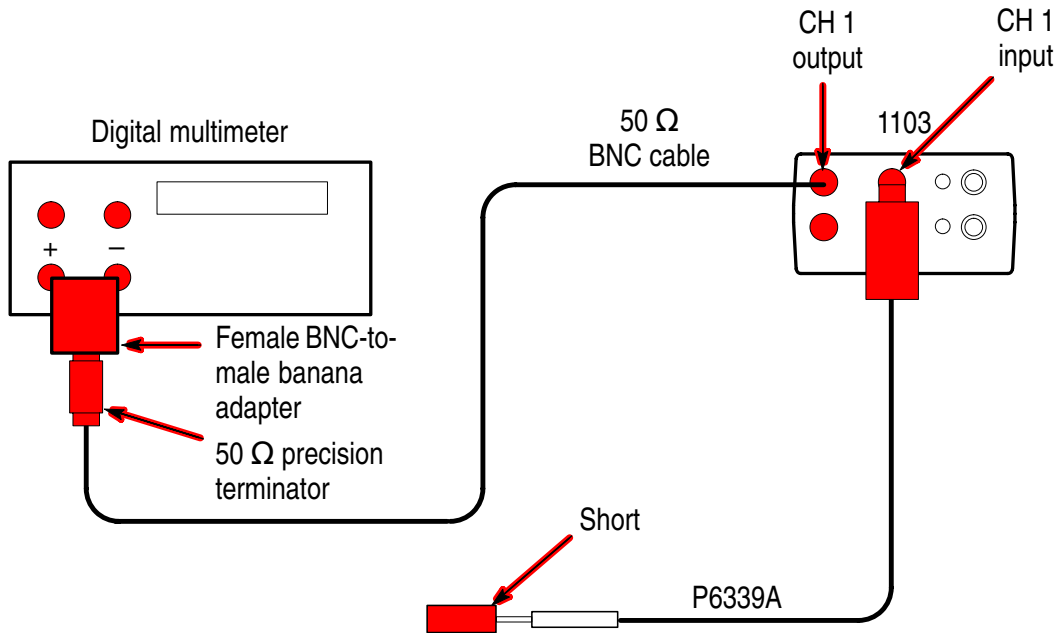 CH 1
output
CH 1
input
50 Ω
BNC cable
1103
Digital multimeter
+ −
Female BNC-to-
male banana
adapter
50 Ω precision
terminator
Short
P6339A